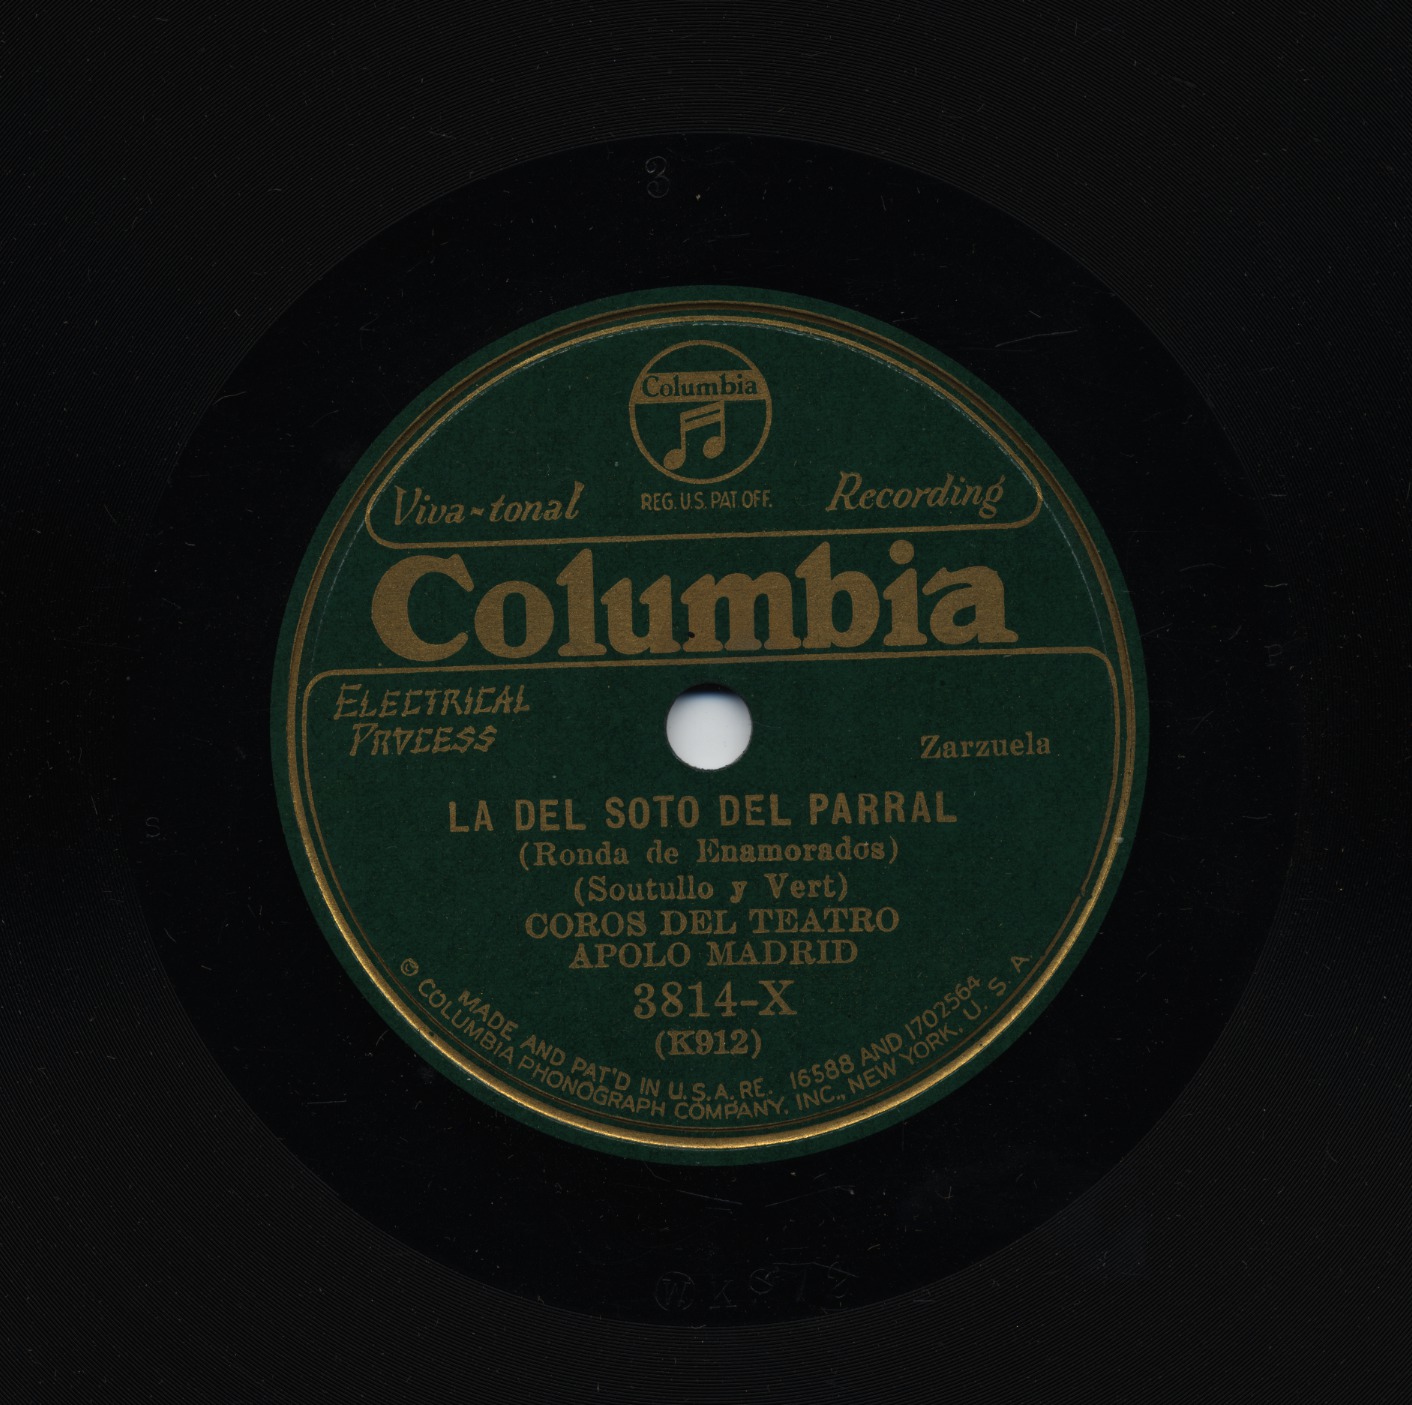 3
Columbia
Viva-tonal REG. U.S. PAT OFF. Recording
Columbia
ELECTRICAL
PROCESS
Zarzuela
LA DEL SOTO DEL PARRAL
(Ronda de Enamorados)
(Soutullo y Vert)
COROS DEL TEATRO
APOLO MADRID
3814-X
(K912)
MADE AND PAT'D IN U.S.A. RE. 16588 AND 1702564
© COLUMBIA PHONOGRAPH COMPANY, INC., NEW YORK, U. S. A
S
P
W K 912